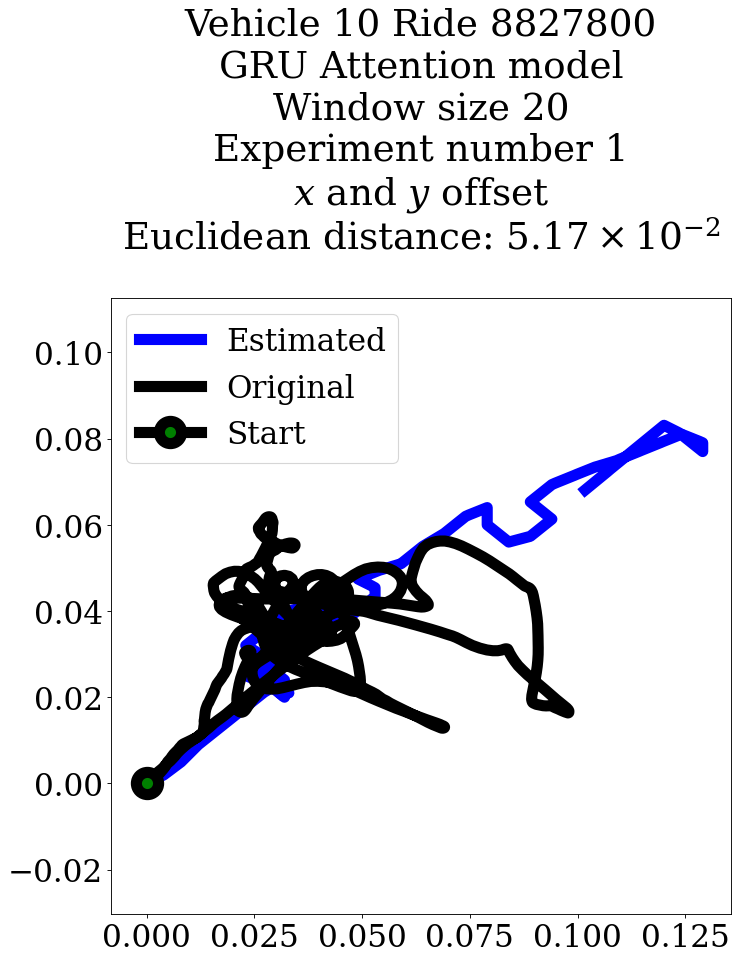 Vehicle 10 Ride 8827800
GRU Attention model
Window size 20
Experiment number 1
x and y offset
Euclidean distance: 5.17 × 10⁻²
Estimated
Original
Start
0.10
0.08
0.06
0.04
0.02
0.00
−0.02
0.000 0.025 0.050 0.075 0.100 0.125